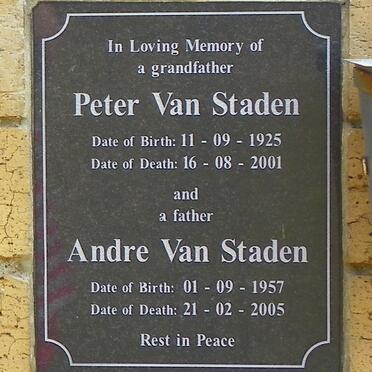 In Loving Memory of
a grandfather
Peter Van Staden
Date of Birth: 11 - 09 - 1925
Date of Death: 16 - 08 - 2001
and
a father
Andre Van Staden
Date of Birth: 01 - 09 - 1957
Date of Death: 21 - 02 - 2005
Rest in Peace